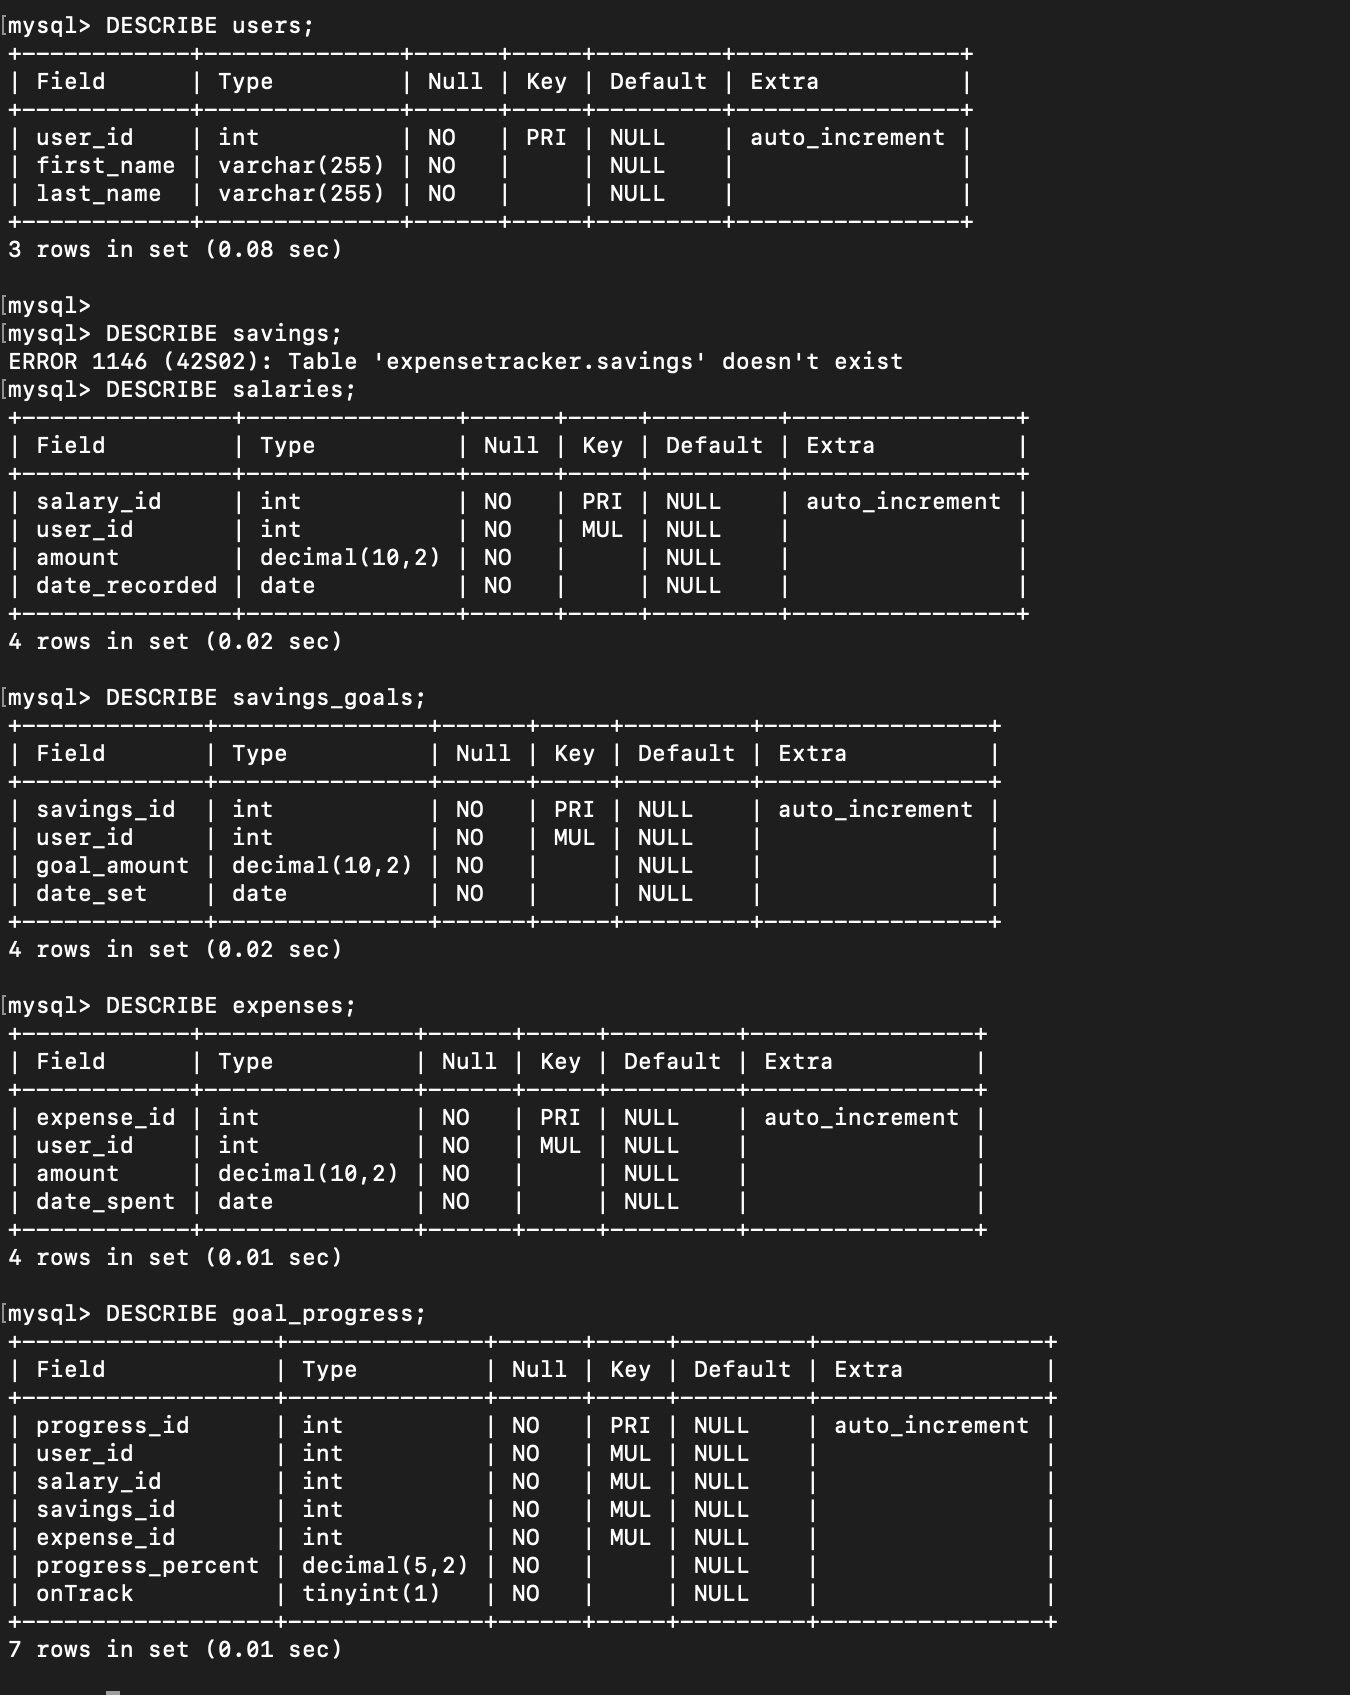 [mysql> DESCRIBE users;
+------------+--------------+------+-----+---------+----------------+
| Field      | Type         | Null | Key | Default | Extra          |
+------------+--------------+------+-----+---------+----------------+
| user_id    | int          | NO   | PRI | NULL    | auto_increment |
| first_name | varchar(255) | NO   |     | NULL    |                |
| last_name  | varchar(255) | NO   |     | NULL    |                |
+------------+--------------+------+-----+---------+----------------+
3 rows in set (0.08 sec)

[mysql>
[mysql> DESCRIBE savings;
ERROR 1146 (42S02): Table 'expensetracker.savings' doesn't exist
[mysql> DESCRIBE salaries;
+---------------+---------------+------+-----+---------+----------------+
| Field         | Type          | Null | Key | Default | Extra          |
+---------------+---------------+------+-----+---------+----------------+
| salary_id     | int           | NO   | PRI | NULL    | auto_increment |
| user_id       | int           | NO   | MUL | NULL    |                |
| amount        | decimal(10,2) | NO   |     | NULL    |                |
| date_recorded | date          | NO   |     | NULL    |                |
+---------------+---------------+------+-----+---------+----------------+
4 rows in set (0.02 sec)

[mysql> DESCRIBE savings_goals;
+-------------+---------------+------+-----+---------+----------------+
| Field       | Type          | Null | Key | Default | Extra          |
+-------------+---------------+------+-----+---------+----------------+
| savings_id  | int           | NO   | PRI | NULL    | auto_increment |
| user_id     | int           | NO   | MUL | NULL    |                |
| goal_amount | decimal(10,2) | NO   |     | NULL    |                |
| date_set    | date          | NO   |     | NULL    |                |
+-------------+---------------+------+-----+---------+----------------+
4 rows in set (0.02 sec)

[mysql> DESCRIBE expenses;
+------------+---------------+------+-----+---------+----------------+
| Field      | Type          | Null | Key | Default | Extra          |
+------------+---------------+------+-----+---------+----------------+
| expense_id | int           | NO   | PRI | NULL    | auto_increment |
| user_id    | int           | NO   | MUL | NULL    |                |
| amount     | decimal(10,2) | NO   |     | NULL    |                |
| date_spent | date          | NO   |     | NULL    |                |
+------------+---------------+------+-----+---------+----------------+
4 rows in set (0.01 sec)

[mysql> DESCRIBE goal_progress;
+------------------+--------------+------+-----+---------+----------------+
| Field            | Type         | Null | Key | Default | Extra          |
+------------------+--------------+------+-----+---------+----------------+
| progress_id      | int          | NO   | PRI | NULL    | auto_increment |
| user_id          | int          | NO   | MUL | NULL    |                |
| salary_id        | int          | NO   | MUL | NULL    |                |
| savings_id       | int          | NO   | MUL | NULL    |                |
| expense_id       | int          | NO   | MUL | NULL    |                |
| progress_percent | decimal(5,2) | NO   |     | NULL    |                |
| onTrack          | tinyint(1)   | NO   |     | NULL    |                |
+------------------+--------------+------+-----+---------+----------------+
7 rows in set (0.01 sec)